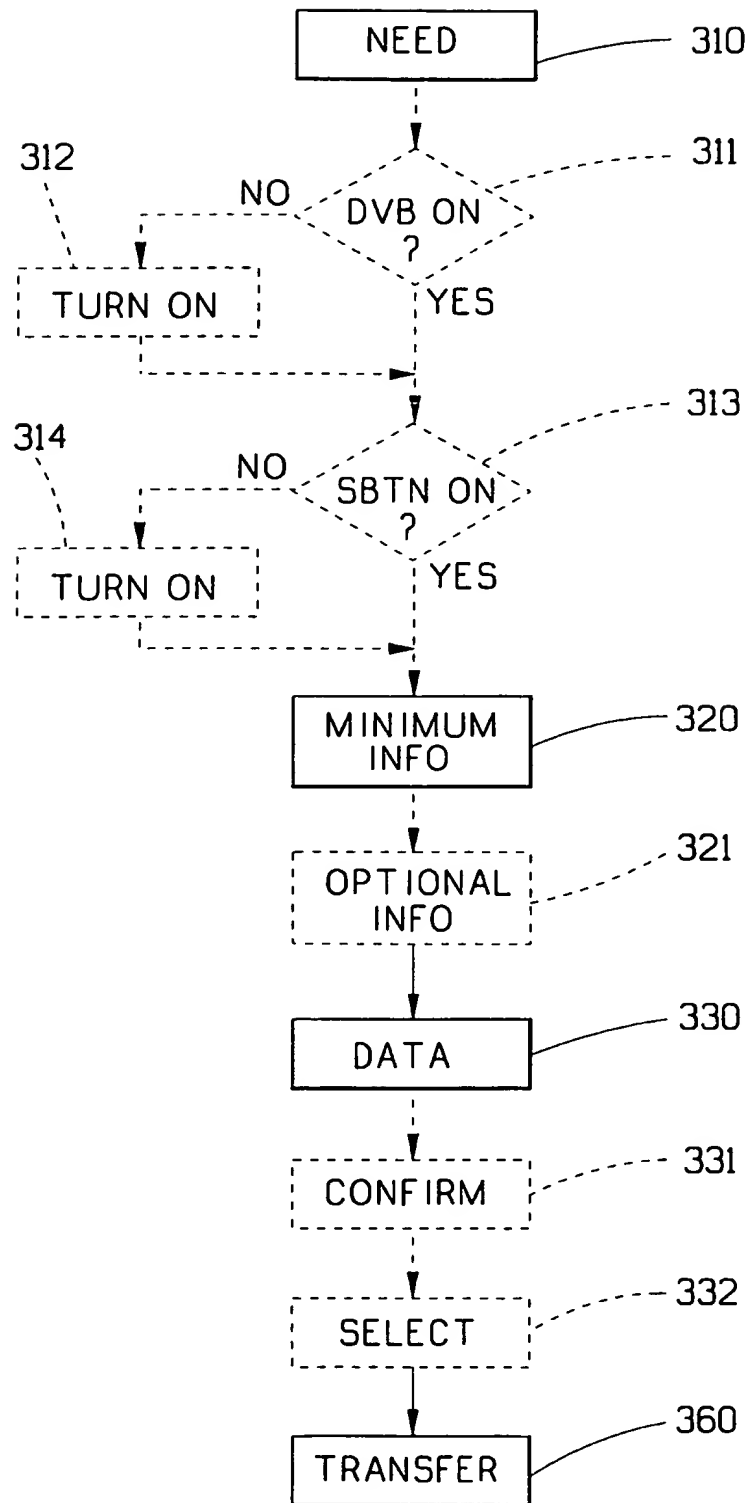 NEED
310
312
NO
DVB ON
?
311
TURN ON
YES
313
314
NO
SBTN ON
?
TURN ON
YES
MINIMUM
INFO
320
OPTIONAL
INFO
321
DATA
330
CONFIRM
331
SELECT
332
TRANSFER
360